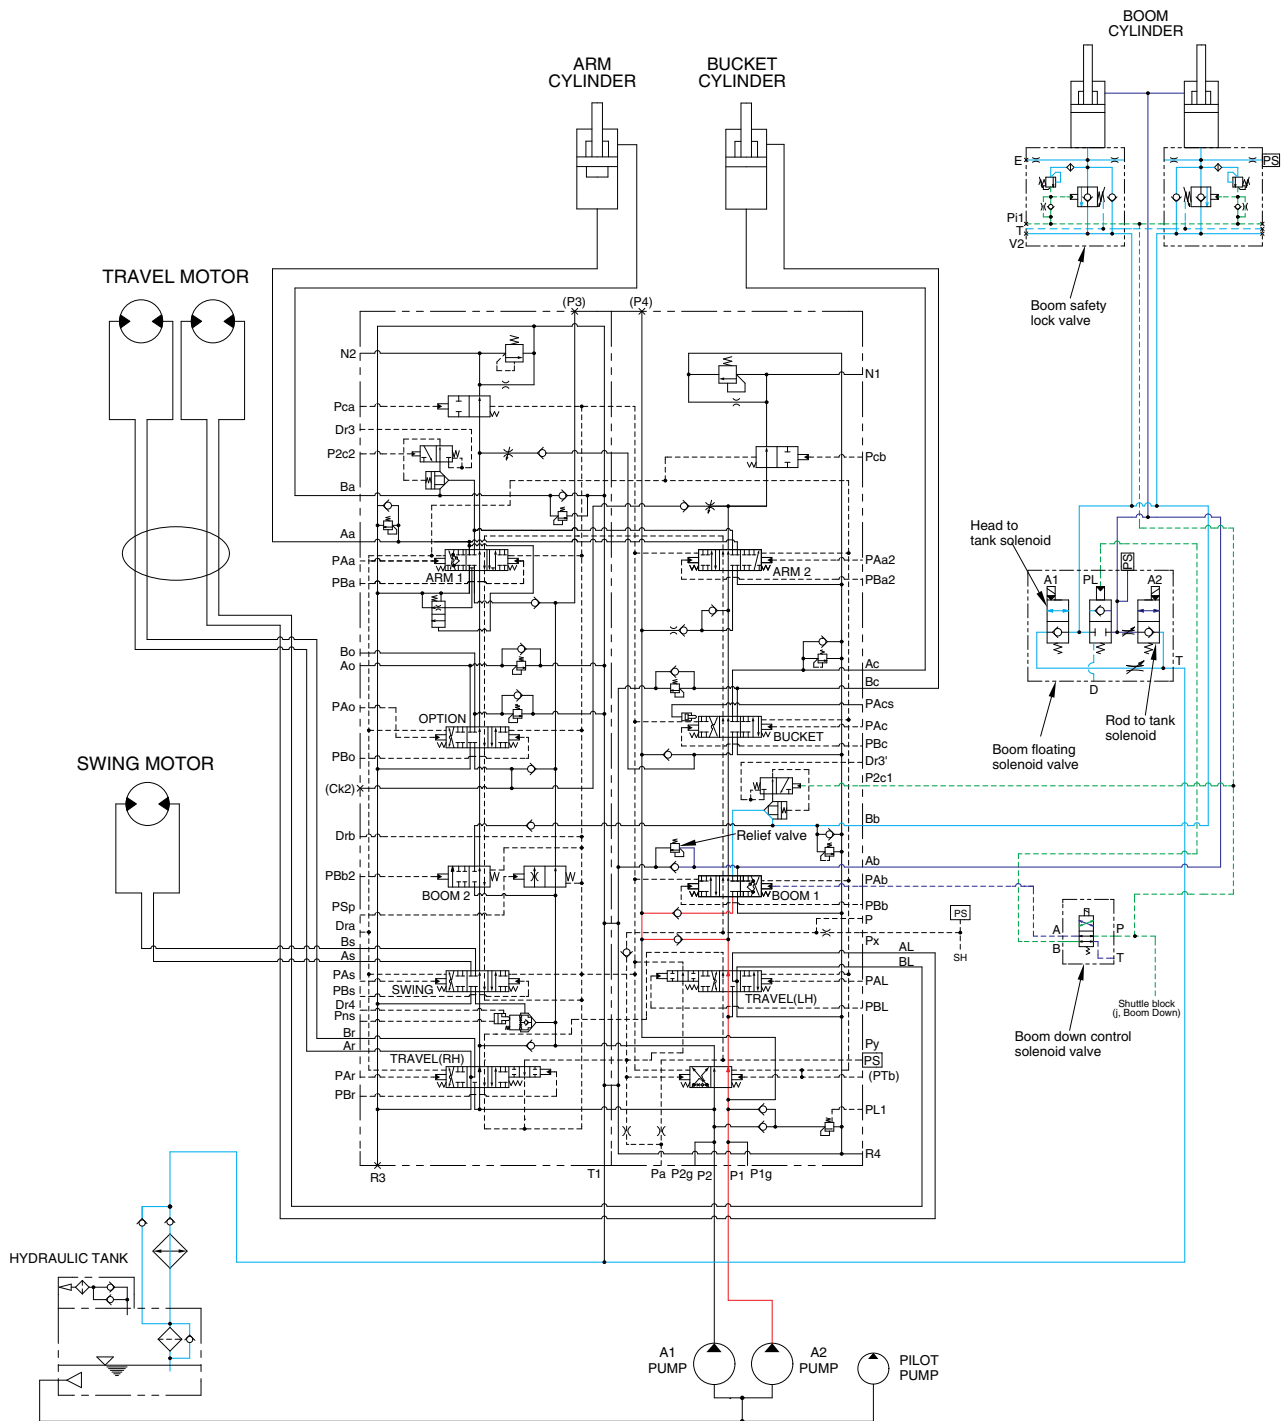 BOOM
CYLINDER
ARM
CYLINDER
BUCKET
CYLINDER
E
PS
Pi1
T
V2
Boom safety
lock valve
TRAVEL MOTOR
(P3)
(P4)
N2
N1
Pca
Dr3
P2c2
Pcb
Ba
Aa
Head to
tank solenoid
PAa
ARM 1
PBa
ARM 2
PAa2
PBa2
A1
PL
PS
A2
T
D
Rod to tank
solenoid
Boom floating
solenoid valve
Bo
Ao
Ac
Bc
PAo
OPTION
PBo
PAcs
PAc
BUCKET
PBc
Dr3'
P2c1
SWING MOTOR
(Ck2)
Bb
Drb
Relief valve
Ab
PBb2
BOOM 2
BOOM 1
PAb
PBb
PSp
P
PS
Dra
Px
SH
A
P
B
T
Bs
As
AL
BL
PAs
SWING
PBs
TRAVEL(LH)
PAL
PBL
Dr4
Pns
Shuttle block
(j, Boom Down)
Boom down control
solenoid valve
Br
Ar
TRAVEL(RH)
Py
PS
PAr
(PTb)
PBr
PL1
R3
T1
Pa
P2g
P2
P1
P1g
R4
HYDRAULIC TANK
A1
PUMP
A2
PUMP
PILOT
PUMP